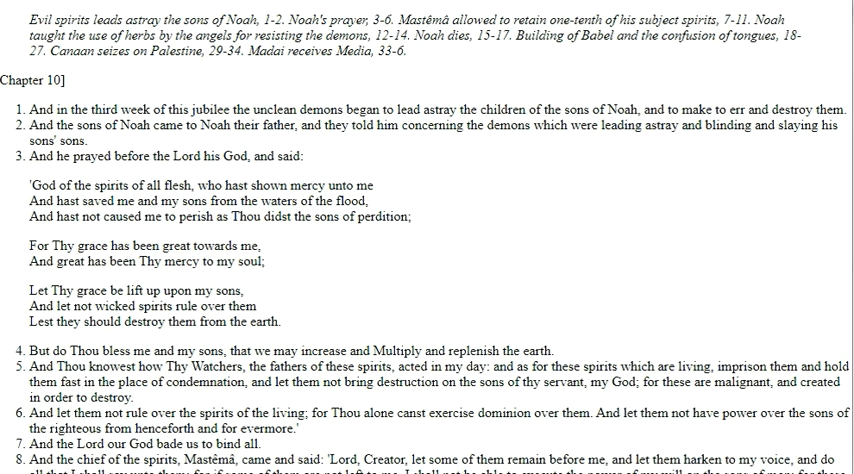 Evil spirits leads astray the sons of Noah, 1-2. Noah's prayer, 3-6. Mastêmâ allowed to retain one-tenth of his subject spirits, 7-11. Noah
taught the use of herbs by the angels for resisting the demons, 12-14. Noah dies, 15-17. Building of Babel and the confusion of tongues, 18-
27. Canaan seizes on Palestine, 29-34. Madai receives Media, 33-6.
Chapter 10]
1. And in the third week of this jubilee the unclean demons began to lead astray the children of the sons of Noah, and to make to err and destroy them.
2. And the sons of Noah came to Noah their father, and they told him concerning the demons which were leading astray and blinding and slaying his
sons' sons.
3. And he prayed before the Lord his God, and said:
'God of the spirits of all flesh, who hast shown mercy unto me
And hast saved me and my sons from the waters of the flood,
And hast not caused me to perish as Thou didst the sons of perdition;
For Thy grace has been great towards me,
And great has been Thy mercy to my soul;
Let Thy grace be lift up upon my sons,
And let not wicked spirits rule over them
Lest they should destroy them from the earth.
4. But do Thou bless me and my sons, that we may increase and Multiply and replenish the earth.
5. And Thou knowest how Thy Watchers, the fathers of these spirits, acted in my day: and as for these spirits which are living, imprison them and hold
them fast in the place of condemnation, and let them not bring destruction on the sons of thy servant, my God; for these are malignant, and created
in order to destroy.
6. And let them not rule over the spirits of the living; for Thou alone canst exercise dominion over them. And let them not have power over the sons of
the righteous from henceforth and for evermore.'
7. And the Lord our God bade us to bind all.
8. And the chief of the spirits, Mastêmâ, came and said: 'Lord, Creator, let some of them remain before me, and let them harken to my voice, and do